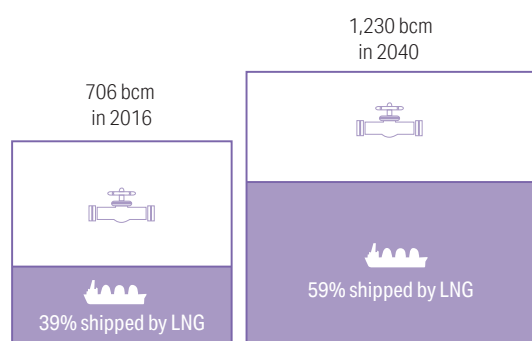 706 bcm
in 2016
39% shipped by LNG
1,230 bcm
in 2040
59% shipped by LNG